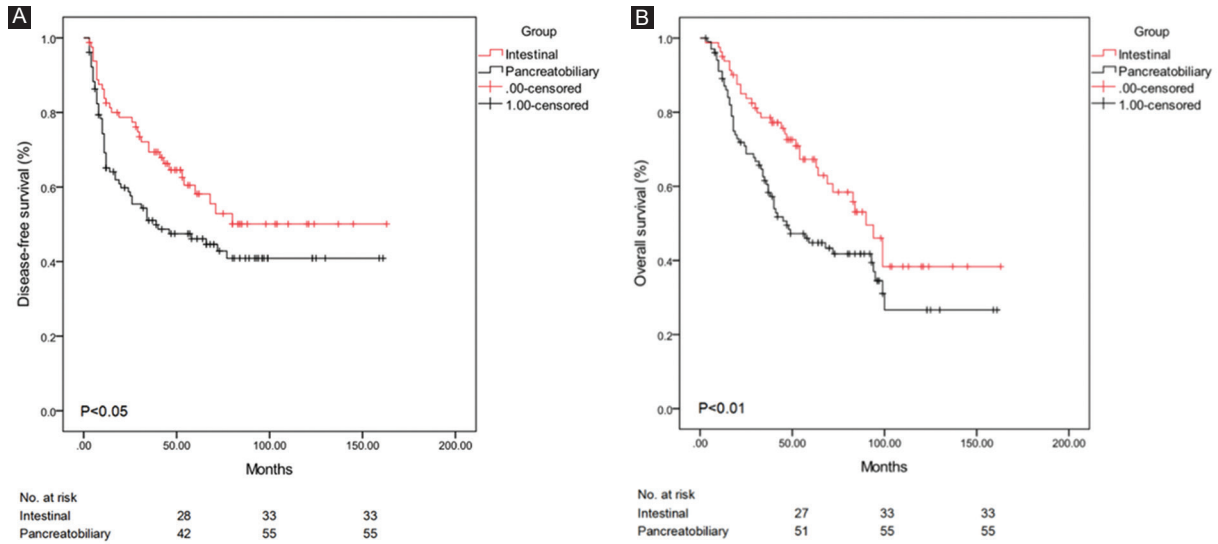 A
Group
Intestinal
Pancreatobiliary
.00-censored
1.00-censored
Disease-free survival (%)
1.0
0.8
0.6
0.4
0.2
0.0
P<0.05
.00 50.00 100.00 150.00 200.00
Months
No. at risk
Intestinal 28 33 33
Pancreatobiliary 42 55 55
B
Group
Intestinal
Pancreatobiliary
.00-censored
1.00-censored
Overall survival (%)
1.0
0.8
0.6
0.4
0.2
0.0
P<0.01
.00 50.00 100.00 150.00 200.00
Months
No. at risk
Intestinal 27 33 33
Pancreatobiliary 51 55 55